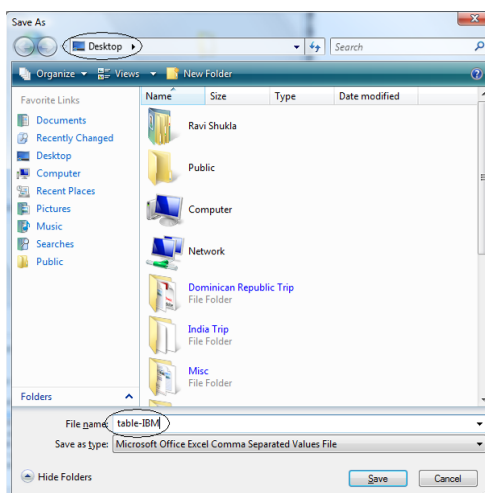 Save As
Desktop
Search
Organize Views New Folder
Favorite Links
Documents
Recently Changed
Desktop
Computer
Recent Places
Pictures
Music
Searches
Public
Folders
Name Size Type Date modified
Ravi Shukla
Public
Computer
Network
Dominican Republic Trip
File Folder
India Trip
File Folder
Misc
File Folder
File name: table-IBM
Save as type: Microsoft Office Excel Comma Separated Values File
Hide Folders Save Cancel